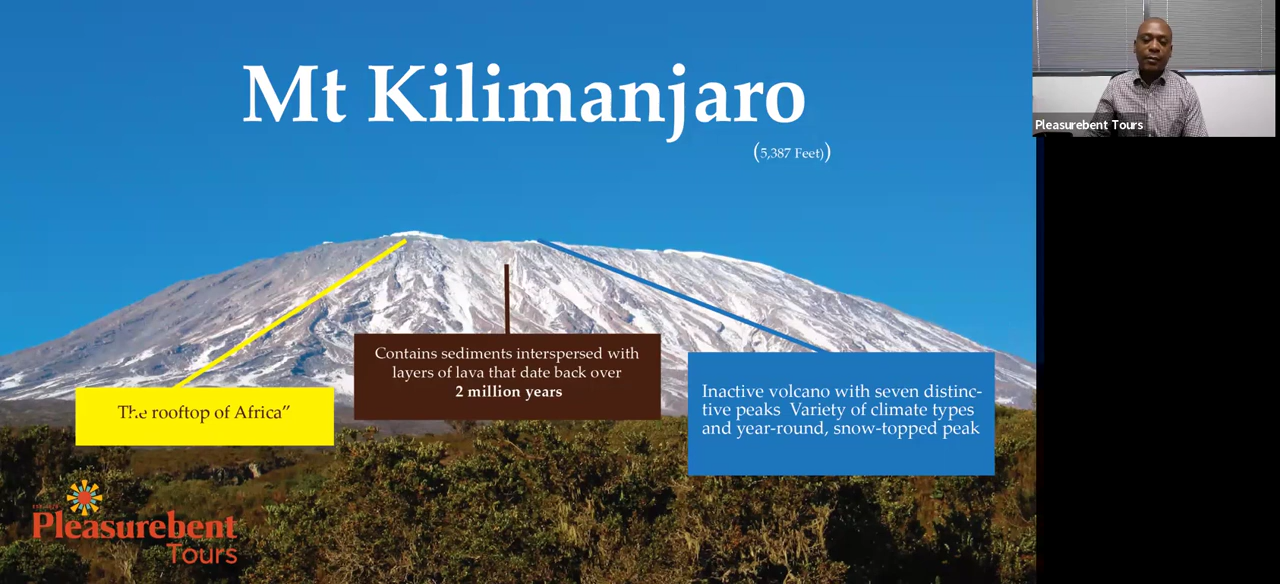 Mt Kilimanjaro
(5,387 Feet))
Pleasurebent Tours
The rooftop of Africa”
Contains sediments interspersed with
layers of lava that date back over
2 million years
Inactive volcano with seven distinc-
tive peaks Variety of climate types
and year-round, snow-topped peak
Pleasurebent
Tours